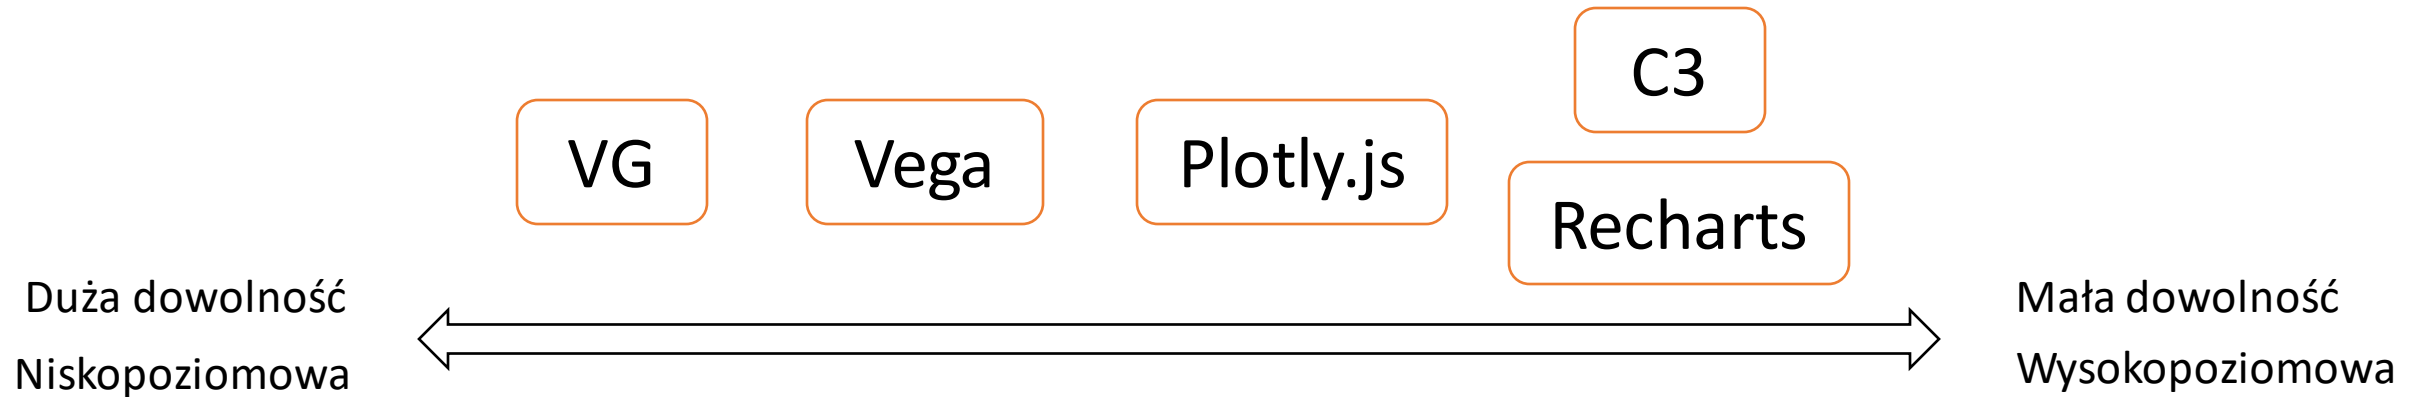 C3
VG
Vega
Plotly.js
Recharts
Duża dowolność
Niskopoziomowa
Mała dowolność
Wysokopoziomowa